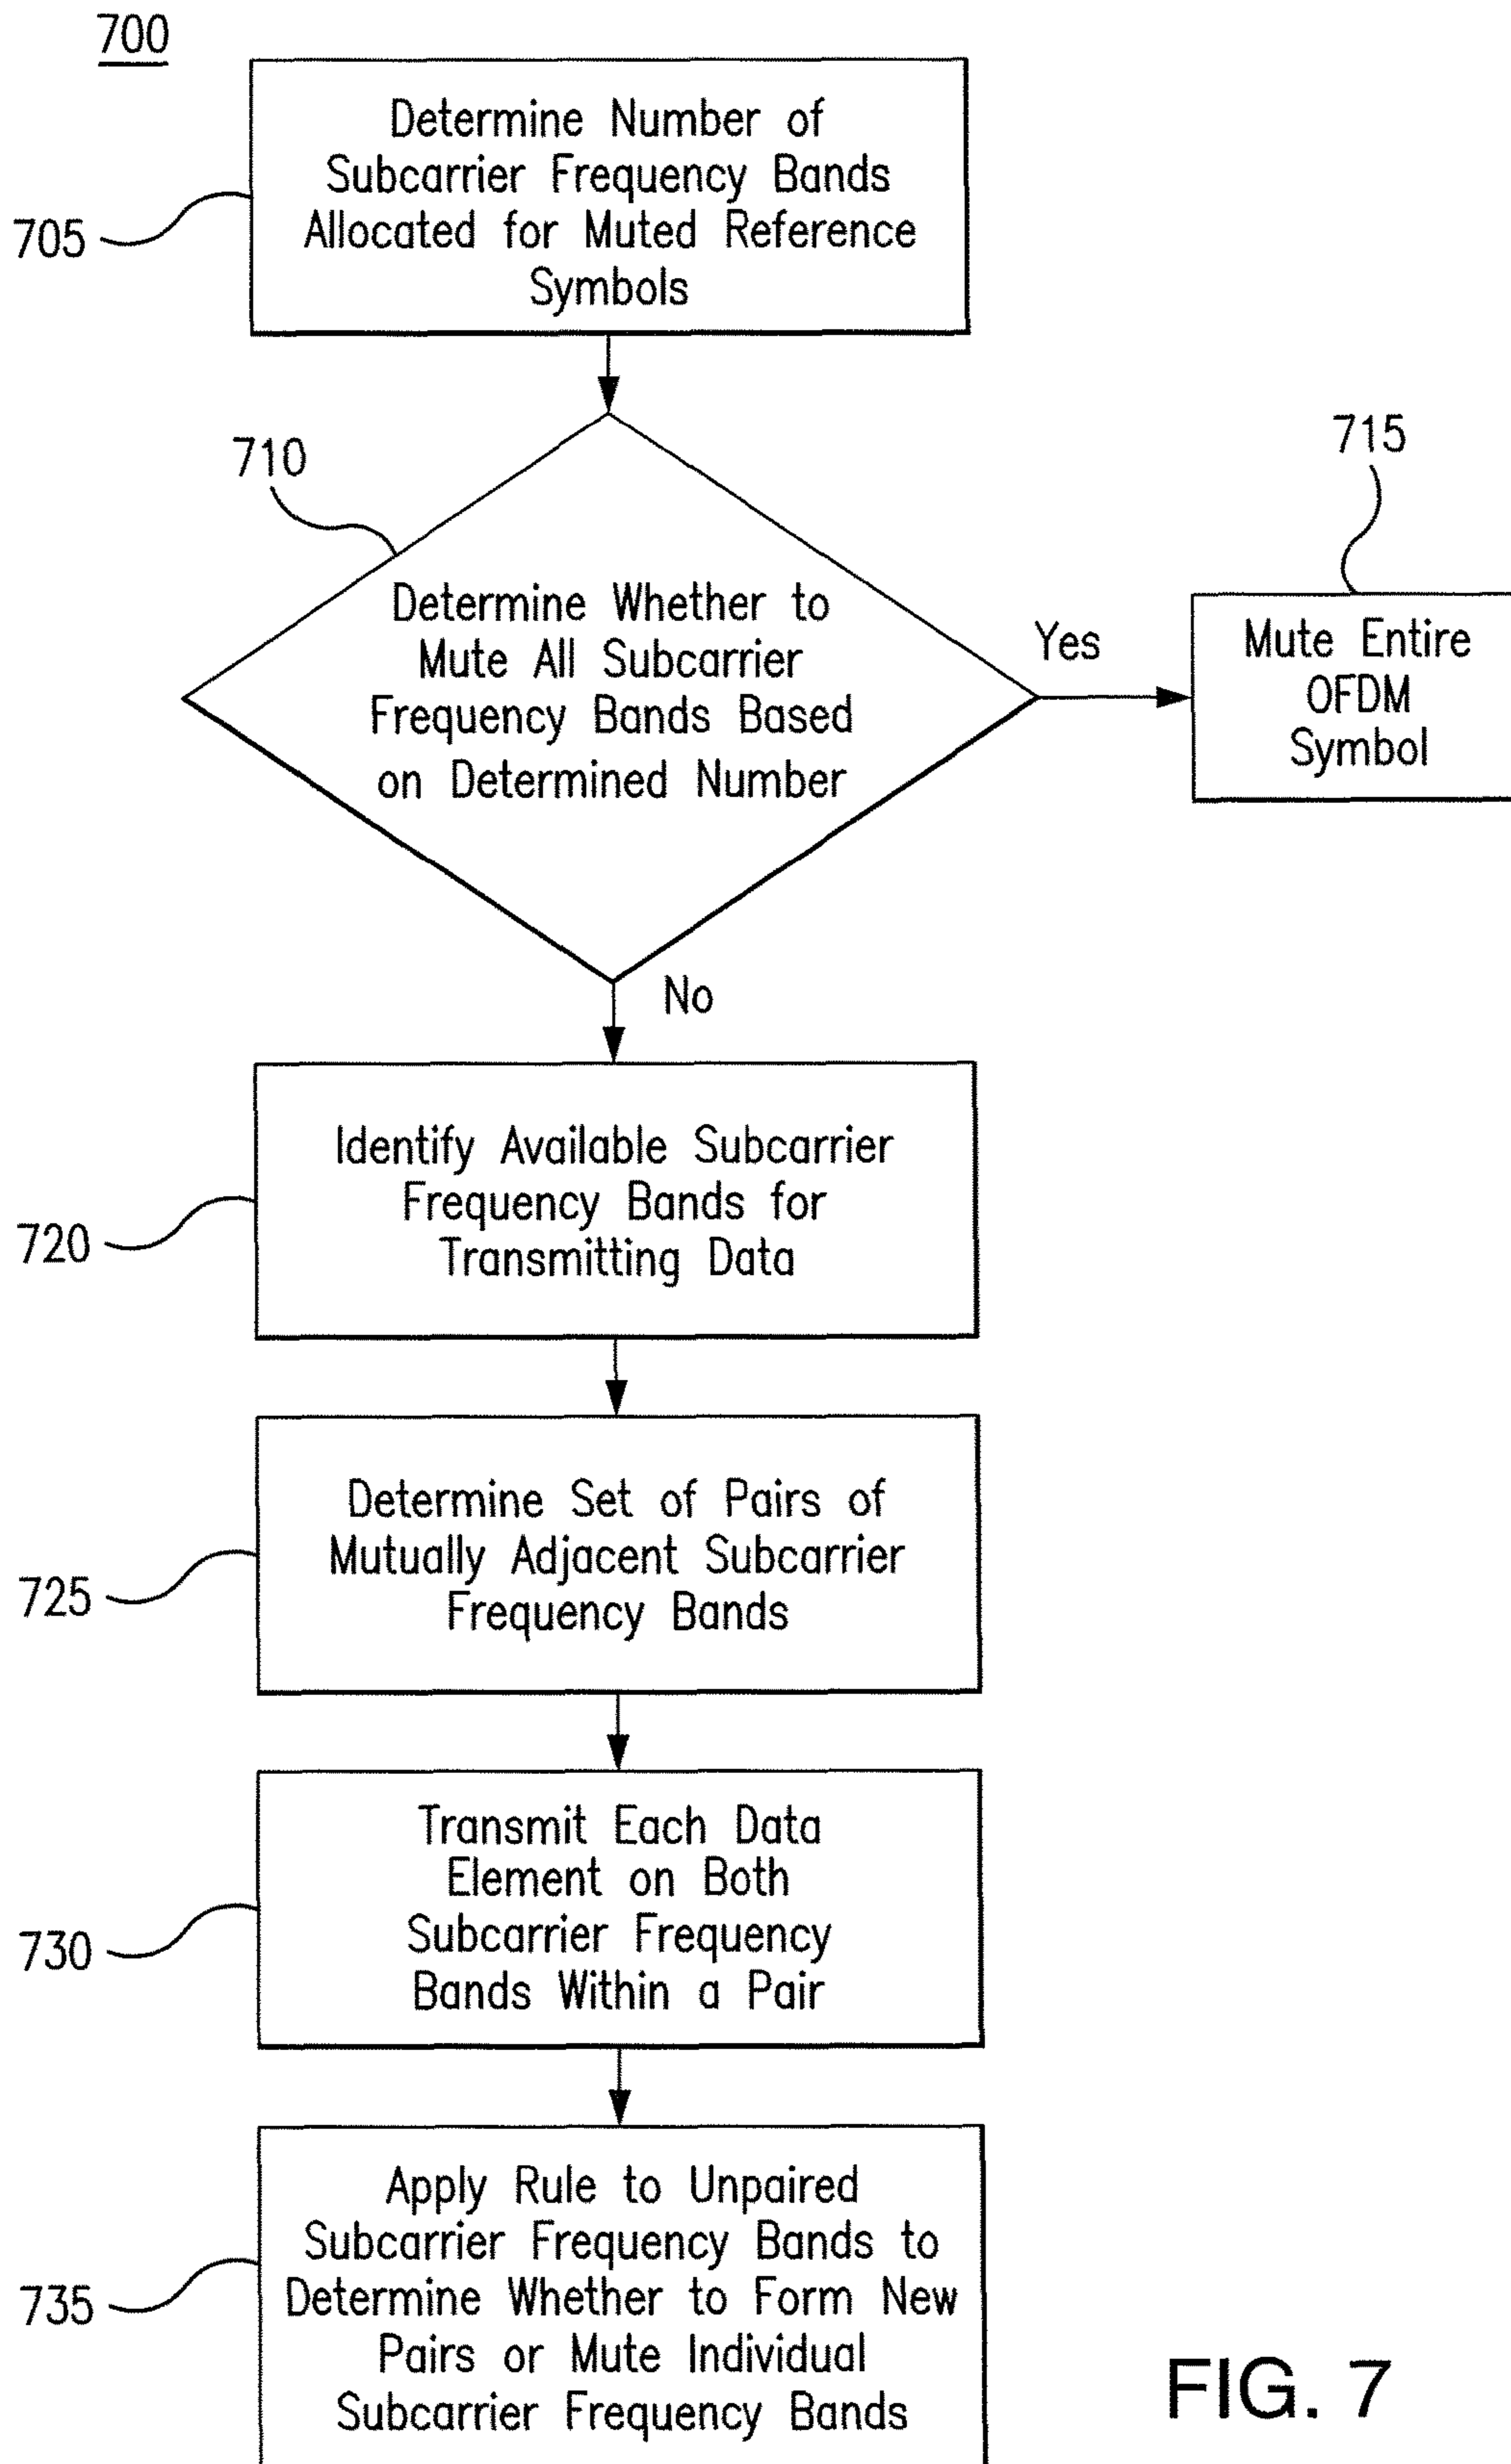 700
Determine Number of
Subcarrier Frequency Bands
Allocated for Muted Reference
Symbols
705
710
715
Determine Whether to
Mute All Subcarrier
Frequency Bands Based
on Determined Number
Yes
Mute Entire
OFDM
Symbol
No
Identify Available Subcarrier
Frequency Bands for
Transmitting Data
720
Determine Set of Pairs of
Mutually Adjacent Subcarrier
Frequency Bands
725
Transmit Each Data
Element on Both
Subcarrier Frequency
Bands Within a Pair
730
Apply Rule to Unpaired
Subcarrier Frequency Bands to
Determine Whether to Form New
Pairs or Mute Individual
Subcarrier Frequency Bands
735
FIG. 7